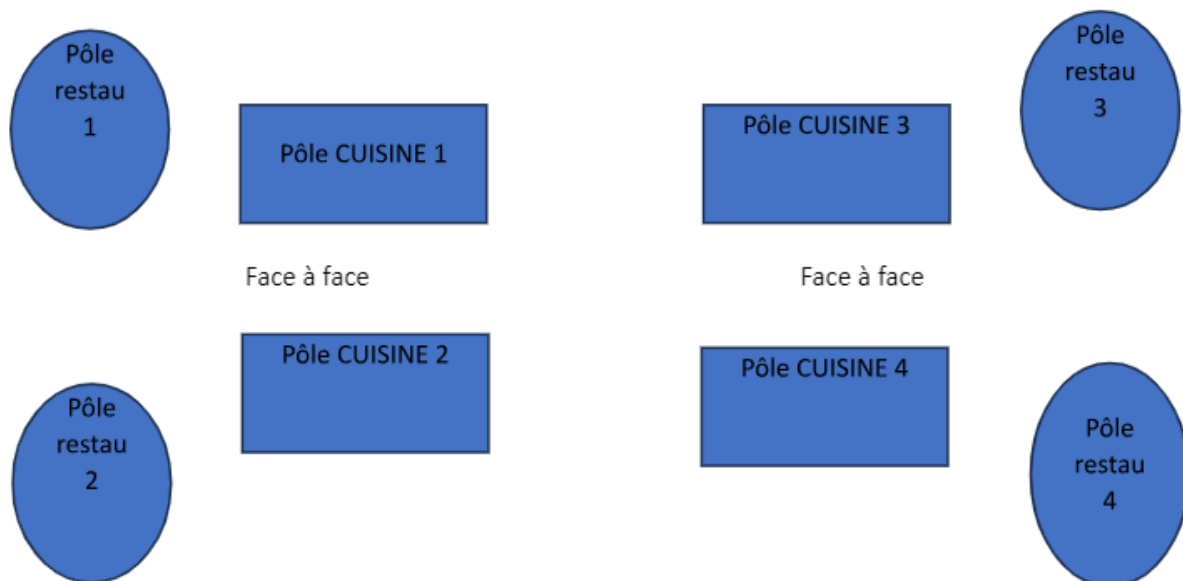 Pôle
restau
1
Pôle CUISINE 1
Pôle CUISINE 3
Pôle
restau
3
Face à face
Face à face
Pôle
restau
2
Pôle CUISINE 2
Pôle CUISINE 4
Pôle
restau
4